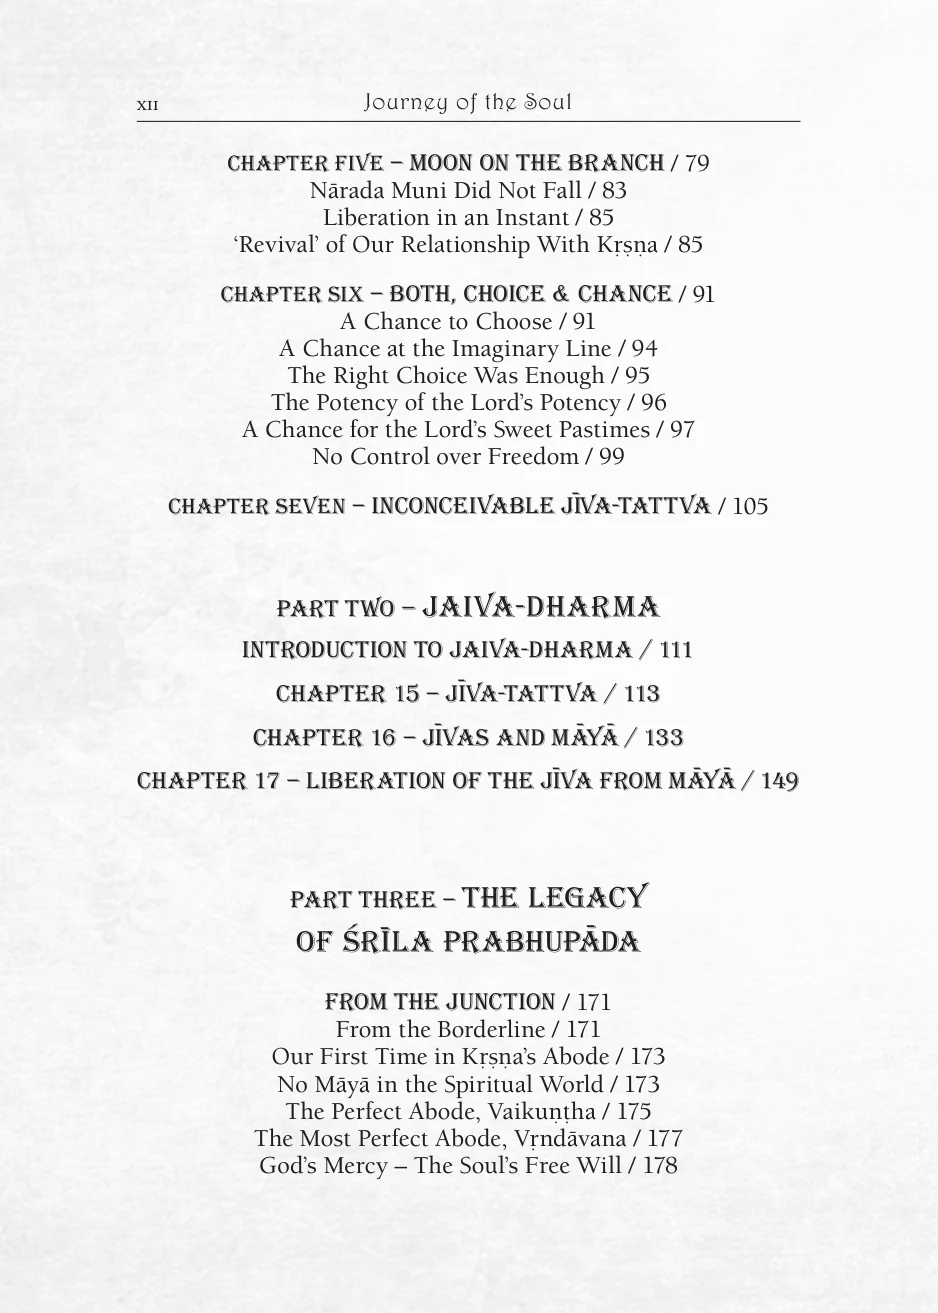 XII
Journey of the Soul
CHAPTER FIVE – MOON ON THE BRANCH / 79
Nārada Muni Did Not Fall / 83
Liberation in an Instant / 85
‘Revival’ of Our Relationship With Kṛṣṇa / 85
CHAPTER SIX – BOTH, CHOICE & CHANCE / 91
A Chance to Choose / 91
A Chance at the Imaginary Line / 94
The Right Choice Was Enough / 95
The Potency of the Lord’s Potency / 96
A Chance for the Lord’s Sweet Pastimes / 97
No Control over Freedom / 99
CHAPTER SEVEN – INCONCEIVABLE JĪVA-TATTVA / 105
PART TWO – JAIVA-DHARMA
INTRODUCTION TO JAIVA-DHARMA / 111
CHAPTER 15 – JĪVA-TATTVA / 113
CHAPTER 16 – JĪVAS AND MĀYĀ / 133
CHAPTER 17 – LIBERATION OF THE JĪVA FROM MĀYĀ / 149
PART THREE – THE LEGACY
OF ŚRĪLA PRABHUPĀDA
FROM THE JUNCTION / 171
From the Borderline / 171
Our First Time in Kṛṣṇa’s Abode / 173
No Māyā in the Spiritual World / 173
The Perfect Abode, Vaikuṇṭha / 175
The Most Perfect Abode, Vṛndāvana / 177
God’s Mercy – The Soul’s Free Will / 178